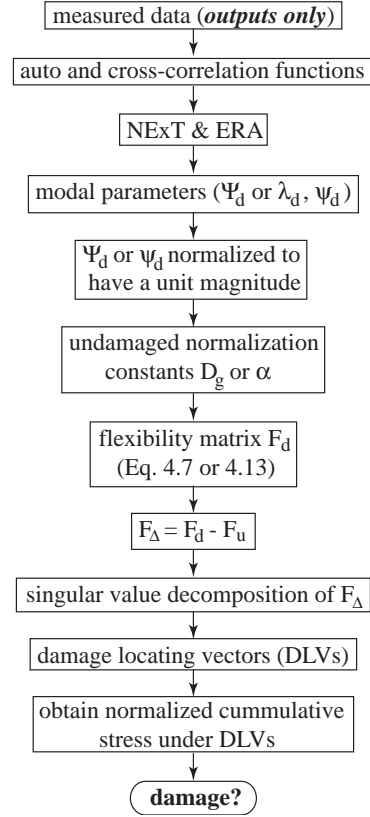 measured data (outputs only)
auto and cross-correlation functions
NExT & ERA
modal parameters (Ψd or λd, ψd)
Ψd or ψd normalized to
have a unit magnitude
undamaged normalization
constants Dg or α
flexibility matrix Fd
(Eq. 4.7 or 4.13)
FΔ = Fd - Fu
singular value decomposition of FΔ
damage locating vectors (DLVs)
obtain normalized cummulative
stress under DLVs
damage?